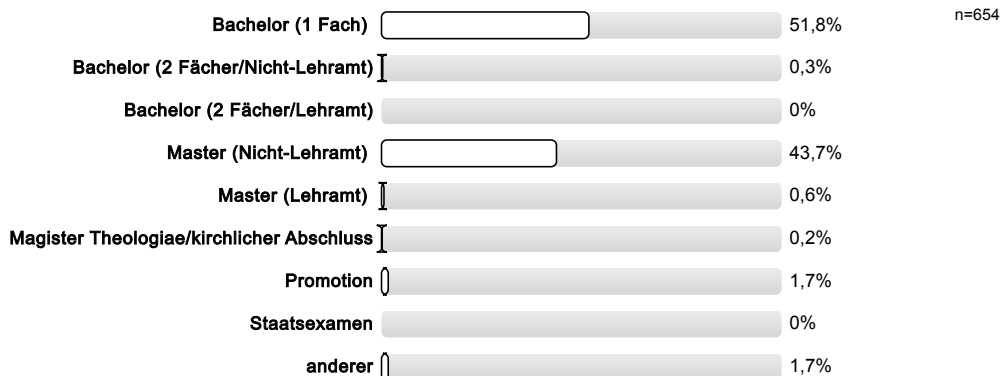 Bachelor (1 Fach) 51,8% n=654
Bachelor (2 Fächer/Nicht-Lehramt) 0,3%
Bachelor (2 Fächer/Lehramt) 0%
Master (Nicht-Lehramt) 43,7%
Master (Lehramt) 0,6%
Magister Theologiae/kirchlicher Abschluss 0,2%
Promotion 1,7%
Staatsexamen 0%
anderer 1,7%